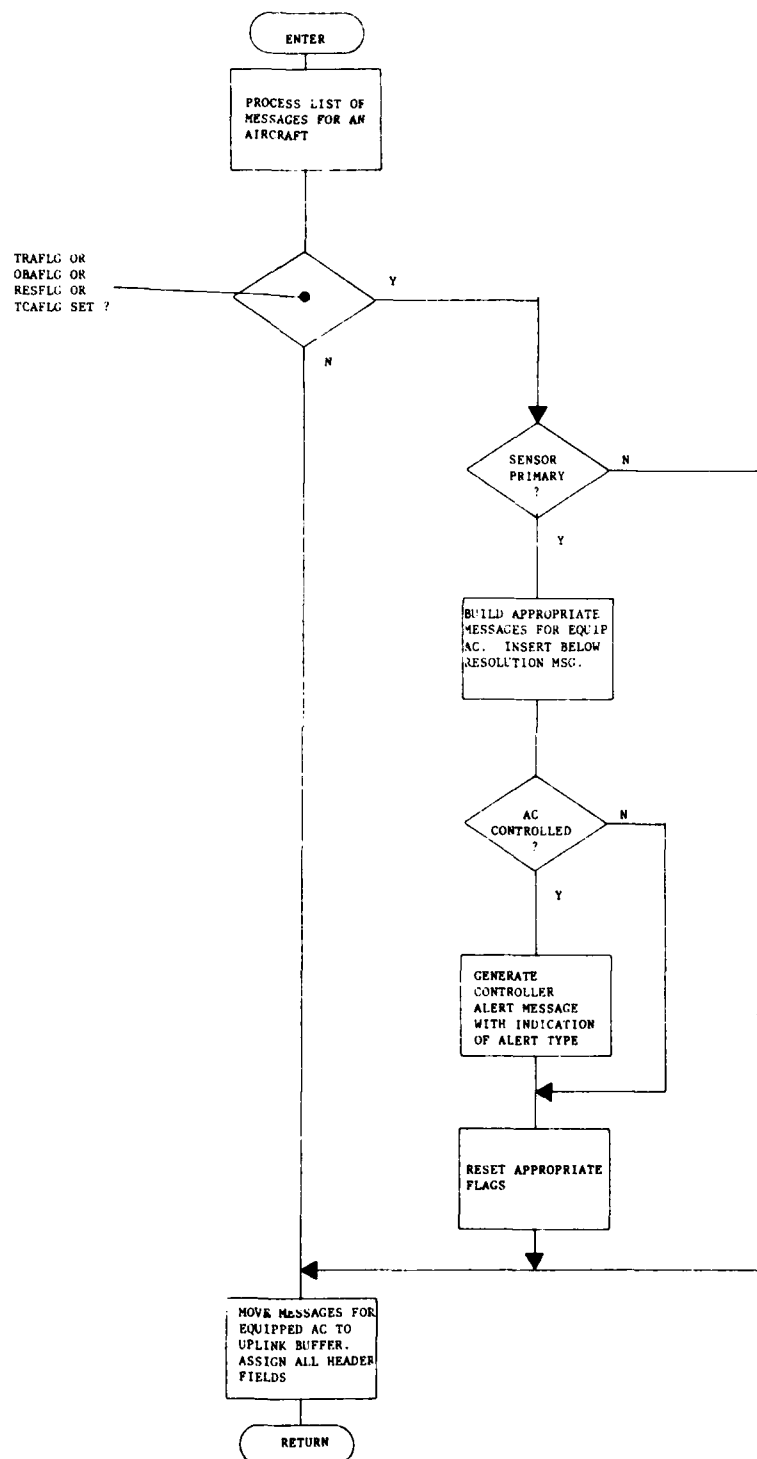 ENTER
PROCESS LIST OF
MESSAGES FOR AN
AIRCRAFT
TRAFLG OR
OBAFLG OR
RESFLG OR
TCAFLG SET ?
Y
N
SENSOR
PRIMARY
?
N
Y
BUILD APPROPRIATE
MESSAGES FOR EQUIP
AC. INSERT BELOW
RESOLUTION MSG.
AC
CONTROLLED
?
N
Y
GENERATE
CONTROLLER
ALERT MESSAGE
WITH INDICATION
OF ALERT TYPE
RESET APPROPRIATE
FLAGS
MOVE MESSAGES FOR
EQUIPPED AC TO
UPLINK BUFFER.
ASSIGN ALL HEADER
FIELDS
RETURN